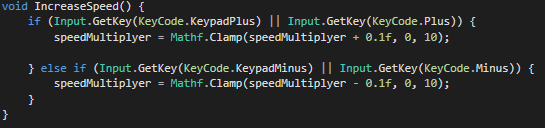 void IncreaseSpeed() {
if (Input.GetKey(KeyCode.KeypadPlus) || Input.GetKey(KeyCode.Plus)) {
speedMultiplyer = Mathf.Clamp(speedMultiplyer + 0.1f, 0, 10);
} else if (Input.GetKey(KeyCode.KeypadMinus) || Input.GetKey(KeyCode.Minus)) {
speedMultiplyer = Mathf.Clamp(speedMultiplyer - 0.1f, 0, 10);
}
}